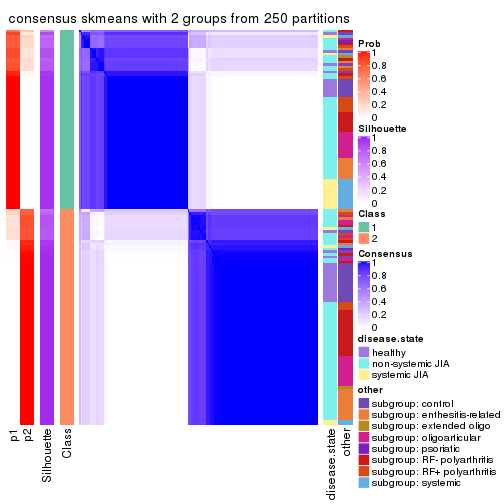 consensus skmeans with 2 groups from 250 partitions
Prob
1
0.8
0.6
0.4
0.2
0
Silhouette
1
0.8
0.6
0.4
0.2
0
Class
1
2
Consensus
1
0.8
0.6
0.4
0.2
0
disease.state
healthy
non-systemic JIA
systemic JIA
other
subgroup: control
subgroup: enthesitis-related
subgroup: extended oligo
subgroup: oligoarticular
subgroup: psoriatic
subgroup: RF- polyarthritis
subgroup: RF+ polyarthritis
subgroup: systemic
p1
p2
Silhouette
Class
disease.state
other